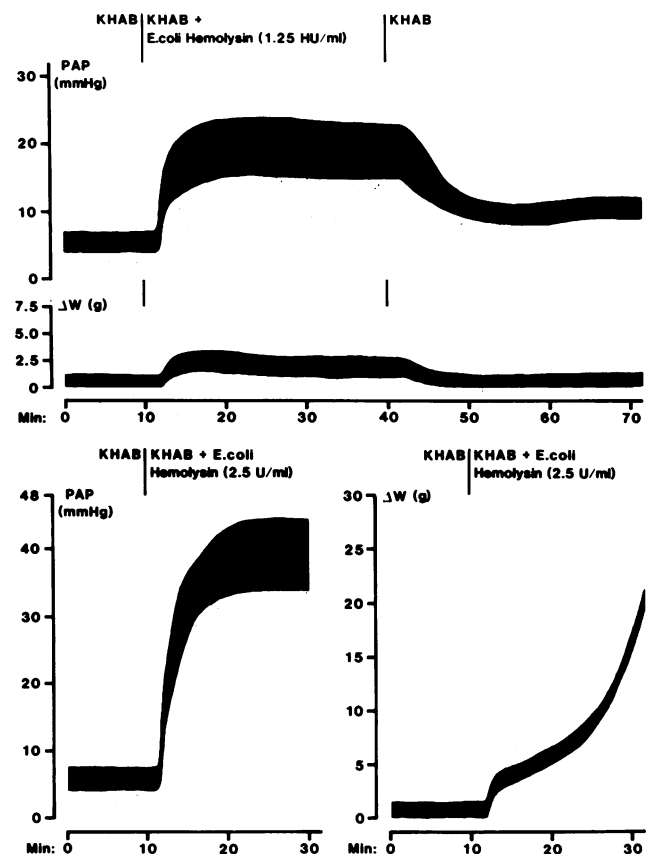 KHAB KHAB + KHAB
E.coli Hemolysin (1.25 HU/ml)
PAP
(mmHg)
30
20
10
0
7.5 ⊿W (g)
5.0
2.5
0
Min: 0 10 20 30 40 50 60 70
KHAB KHAB + E.coli
Hemolysin (2.5 U/ml)
48 PAP
(mmHg)
40
30
20
10
0
Min: 0 10 20 30
KHAB KHAB + E.coli
Hemolysin (2.5 U/ml)
30 ⊿W (g)
25
20
15
10
5
0
Min: 0 10 20 30